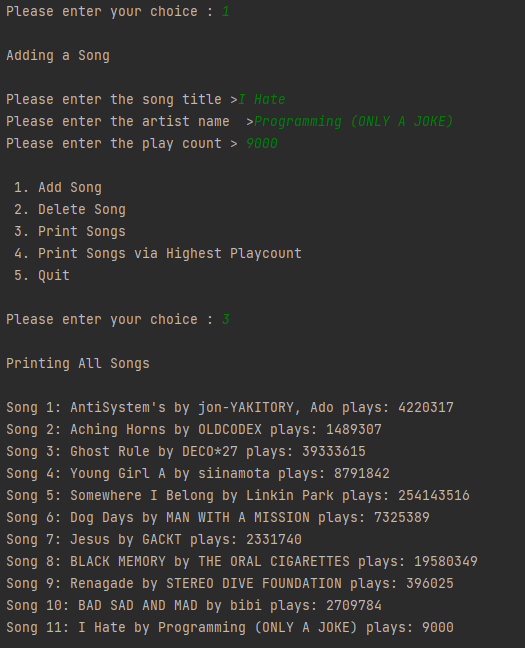 Please enter your choice : 1
Adding a Song
Please enter the song title >I Hate
Please enter the artist name  >Programming (ONLY A JOKE)
Please enter the play count > 9000
1. Add Song
2. Delete Song
3. Print Songs
4. Print Songs via Highest Playcount
5. Quit
Please enter your choice : 3
Printing All Songs
Song 1: AntiSystem's by jon-YAKITORY, Ado plays: 4220317
Song 2: Aching Horns by OLDCODEX plays: 1489307
Song 3: Ghost Rule by DECO*27 plays: 39333615
Song 4: Young Girl A by siinamota plays: 8791842
Song 5: Somewhere I Belong by Linkin Park plays: 254143516
Song 6: Dog Days by MAN WITH A MISSION plays: 7325389
Song 7: Jesus by GACKT plays: 2331740
Song 8: BLACK MEMORY by THE ORAL CIGARETTES plays: 19580349
Song 9: Renagade by STEREO DIVE FOUNDATION plays: 396025
Song 10: BAD SAD AND MAD by bibi plays: 2709784
Song 11: I Hate by Programming (ONLY A JOKE) plays: 9000